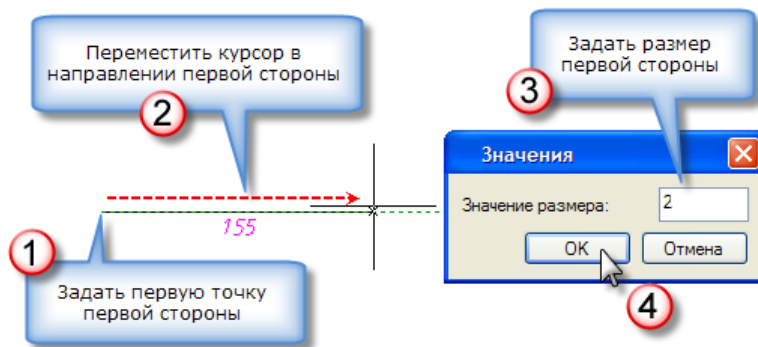 Переместить курсор в
направлении первой стороны
2
Задать размер
первой стороны
3
Значения
Значение размера:
2
OK
Отмена
4
155
1
Задать первую точку
первой стороны